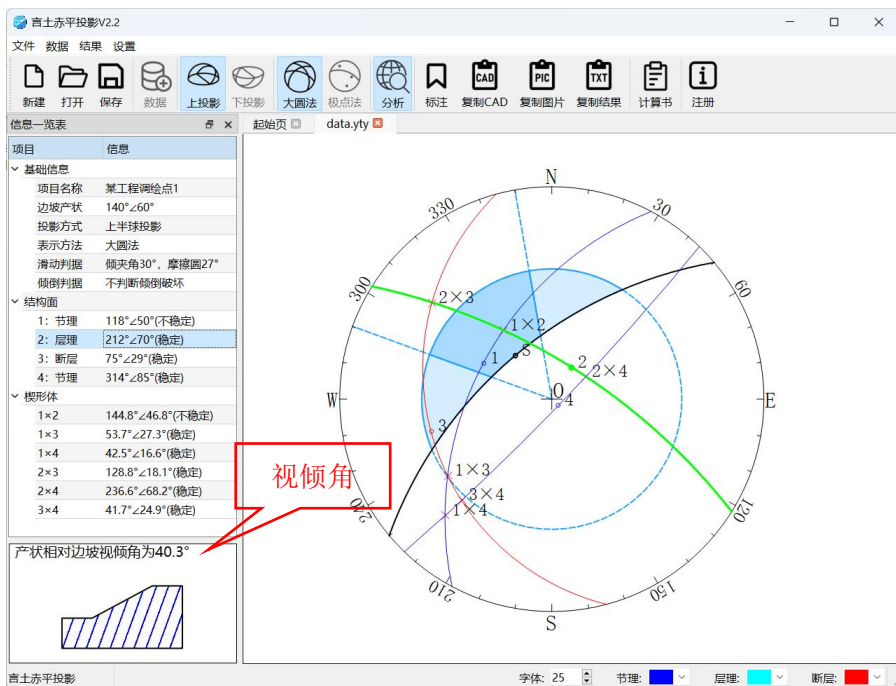 言土赤平投影V2.2
文件 数据 结果 设置
新建 打开 保存 数据 上投影 下投影 大圆法 极点法 分析 标注 复制CAD 复制图片 复制结果 计算书 注册
CAD PIC TXT
信息一览表
起始页 data.yty
项目 信息
基础信息
项目名称 某工程调绘点1
边坡产状 140°∠60°
投影方式 上半球投影
表示方法 大圆法
滑动判据 倾夹角30°，摩擦圆27°
倾倒判据 不判断倾倒破坏
结构面
1: 节理 118°∠50°(不稳定)
2: 层理 212°∠70°(稳定)
3: 断层 75°∠29°(稳定)
4: 节理 314°∠85°(稳定)
楔形体
1×2 144.8°∠46.8°(不稳定)
1×3 53.7°∠27.3°(稳定)
1×4 42.5°∠16.6°(稳定)
2×3 128.8°∠18.1°(稳定)
2×4 236.6°∠68.2°(稳定)
3×4 41.7°∠24.9°(稳定)
视倾角
产状相对边坡视倾角为40.3°
N
330
30
300
60
2×3
1×2
S
1
2
2×4
W
O
4
E
3
1×3
3×4
1×4
270
120
210
150
S
言土赤平投影
字体: 25 节理: 层理: 断层: